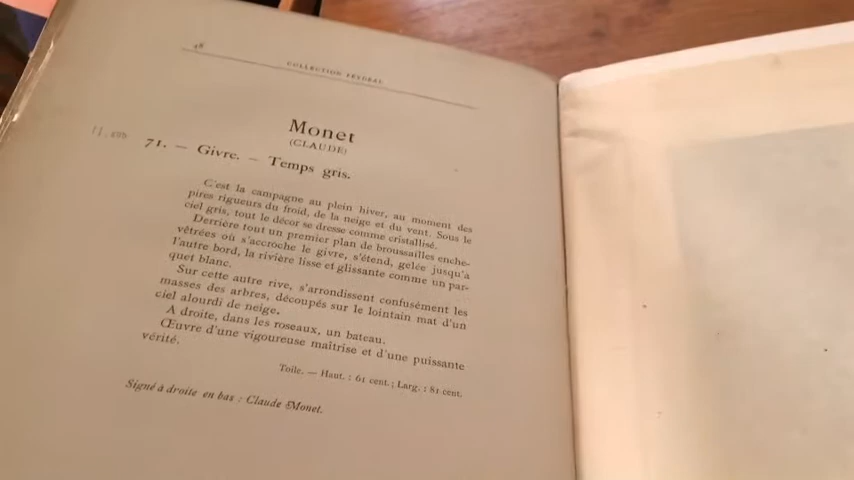 48
COLLECTION FEYDEAU
Monet
(CLAUDE)
71. — Givre. — Temps gris.
C'est la campagne au plein hiver, au moment des
pires rigueurs du froid, de la neige et du vent. Sous le
ciel gris, tout le décor se dresse comme cristallisé.
Derrière tout un premier plan de broussailles enche-
vêtrées où s'accroche le givre, s'étend, gelée jusqu'à
l'autre bord, la rivière lisse et glissante comme un par-
quet blanc.
Sur cette autre rive, s'arrondissent confusément les
masses des arbres, découpés sur le lointain mat d'un
ciel alourdi de neige.
A droite, dans les roseaux, un bateau.
Œuvre d'une vigoureuse maîtrise et d'une puissante
vérité.
Toile. — Haut. : 61 cent.; Larg. : 81 cent.
Signé à droite en bas : Claude Monet.